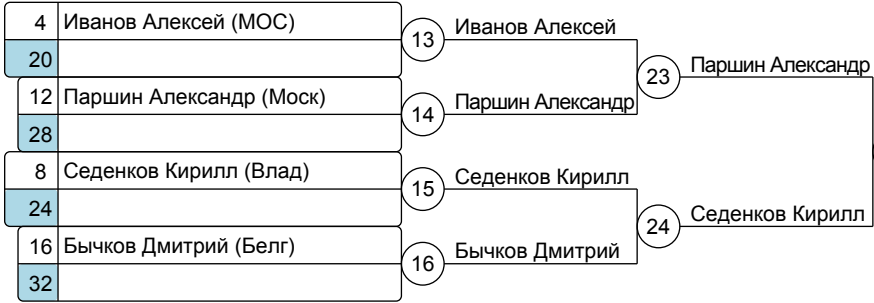 4 Иванов Алексей (МОС)
20
13 Иванов Алексей
12 Паршин Александр (Моск)
28
14 Паршин Александр
23 Паршин Александр
8 Седенков Кирилл (Влад)
24
15 Седенков Кирилл
16 Бычков Дмитрий (Белг)
32
16 Бычков Дмитрий
24 Седенков Кирилл